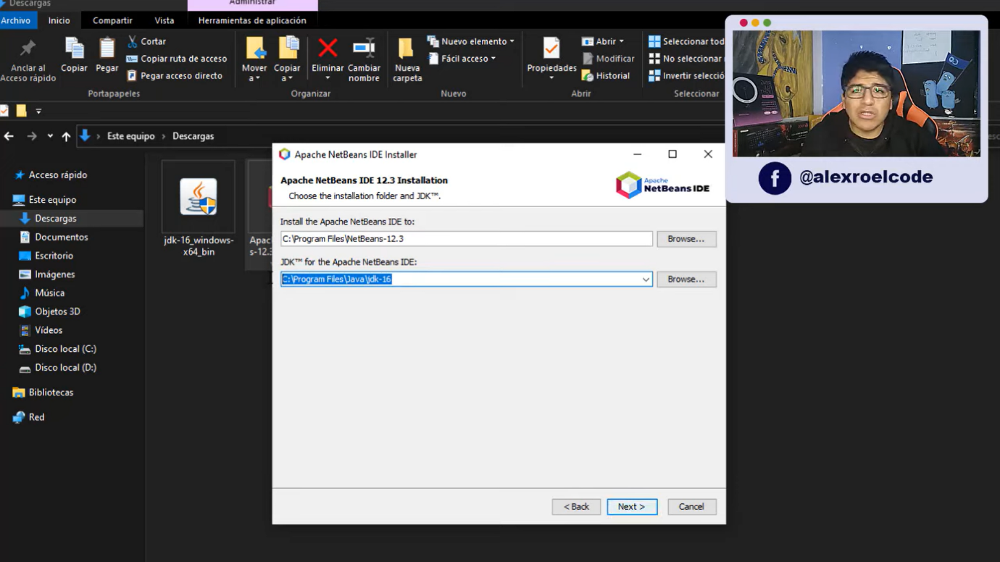 Descargas
Administrar
Archivo
Inicio
Compartir
Vista
Herramientas de aplicación
Anclar al
Acceso rápido
Copiar
Pegar
Cortar
Copiar ruta de acceso
Pegar acceso directo
Portapapeles
Mover
a
Copiar
a
Eliminar
Cambiar
nombre
Organizar
Nueva
carpeta
Nuevo elemento
Fácil acceso
Nuevo
Propiedades
Abrir
Modificar
Historial
Abrir
Seleccionar tod
No seleccionar
Invertir selecció
Seleccionar
Este equipo
Descargas
Acceso rápido
Este equipo
Descargas
Documentos
Escritorio
Imágenes
Música
Objetos 3D
Vídeos
Disco local (C:)
Disco local (D:)
Bibliotecas
Red
jdk-16_windows-
x64_bin
Apac
s-12.3
Apache NetBeans IDE Installer
Apache NetBeans IDE 12.3 Installation
Choose the installation folder and JDK™.
Apache
NetBeans IDE
Install the Apache NetBeans IDE to:
C:\Program Files\NetBeans-12.3
Browse...
JDK™ for the Apache NetBeans IDE:
C:\Program Files\Java\jdk-16
Browse...
< Back
Next >
Cancel
f
@alexroelcode